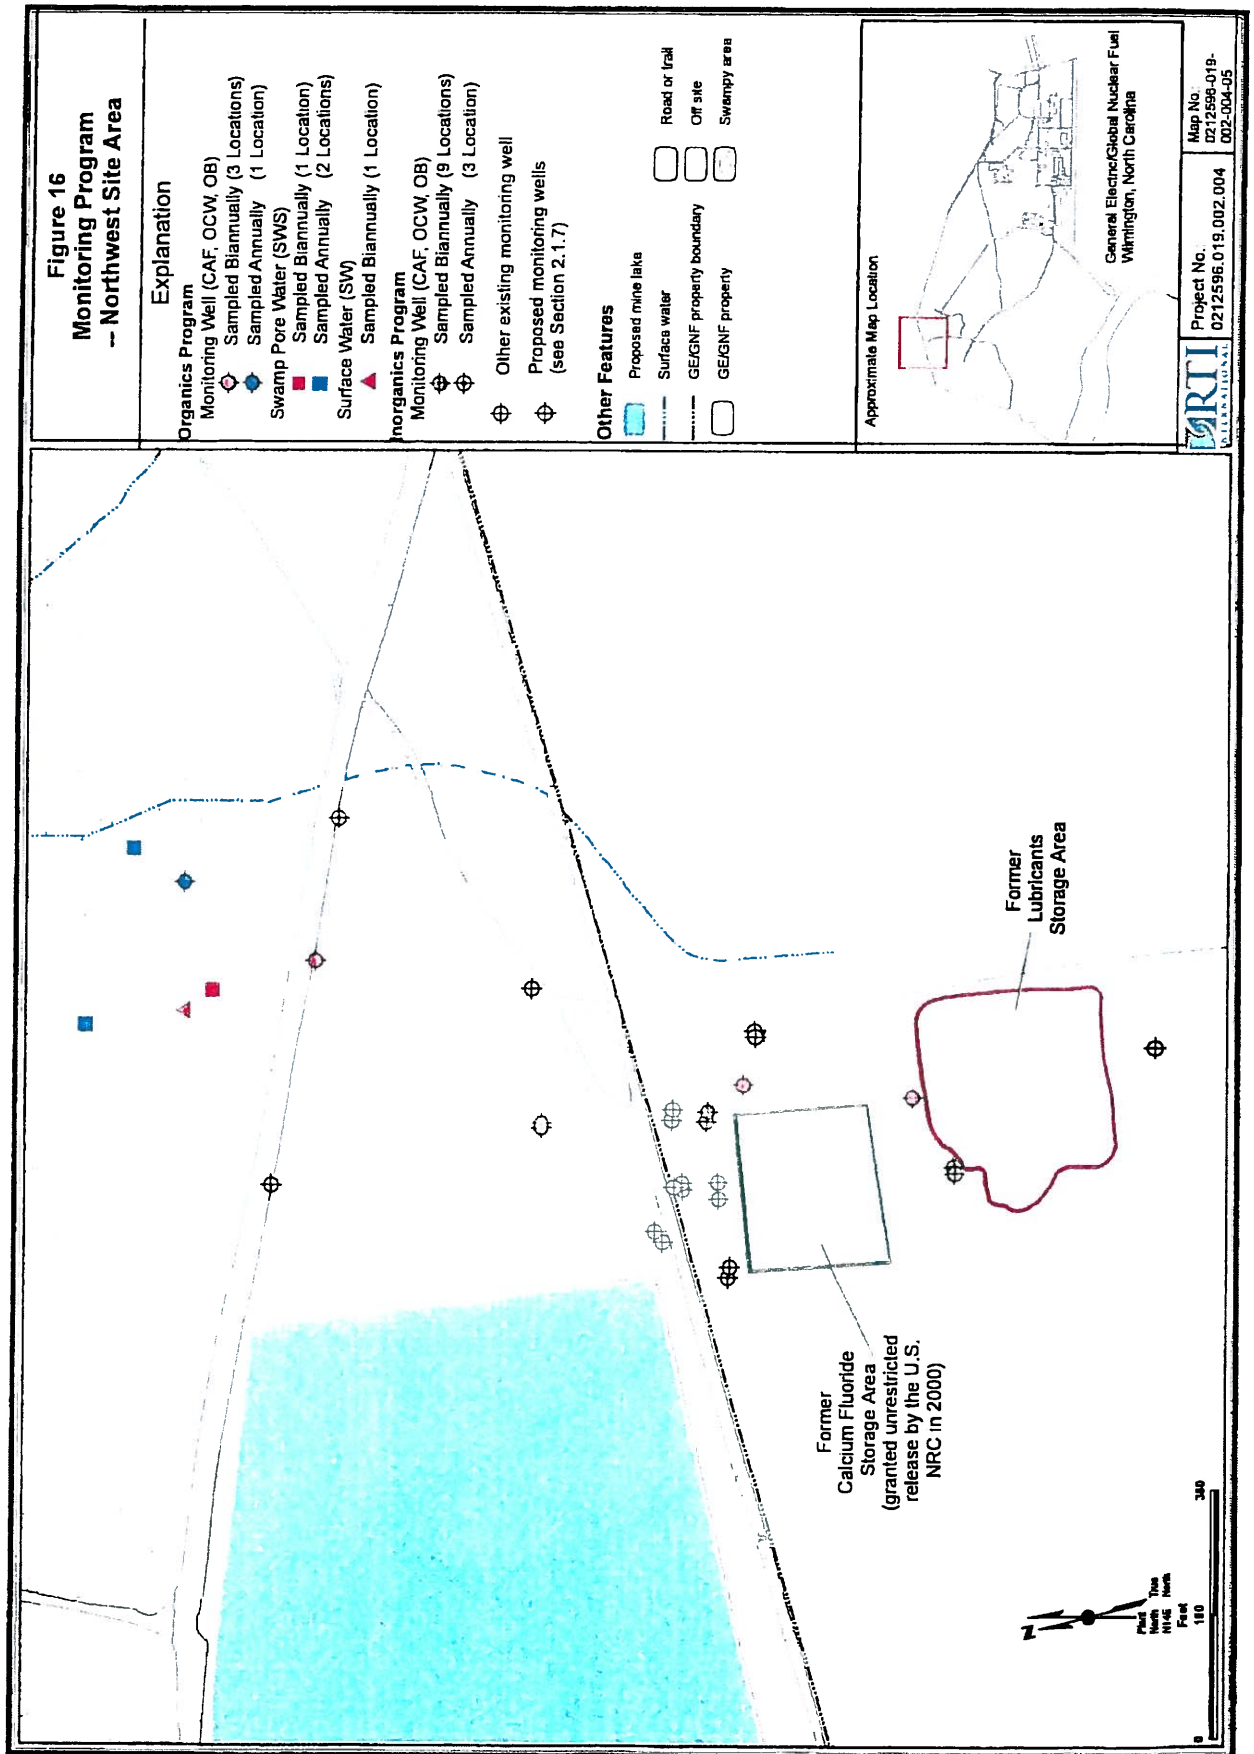 Figure 16
Monitoring Program
-- Northwest Site Area
Explanation
Organics Program
Monitoring Well (CAF, OCW, OB)
Sampled Biannually (3 Locations)
Sampled Annually (1 Location)
Swamp Pore Water (SWS)
Sampled Biannually (1 Location)
Sampled Annually (2 Locations)
Surface Water (SW)
Sampled Biannually (1 Location)
Inorganics Program
Monitoring Well (CAF, OCW, OB)
Sampled Biannually (9 Locations)
Sampled Annually (3 Location)
Other existing monitoring well
Proposed monitoring wells
(see Section 2.1.7)
Other Features
Proposed mine lake
Surface water
GE/GNF property boundary
GE/GNF property
Road or trail
Off site
Swampy area
Approximate Map Location
General Electric/Global Nuclear Fuel
Wilmington, North Carolina
RTI
INTERNATIONAL
Project No.:
0212596.019.002.004
Map No.:
0212596-019-
002-004-05
Former
Lubricants
Storage Area
Former
Calcium Fluoride
Storage Area
(granted unrestricted
release by the U.S.
NRC in 2000)
N
Plant True
North North
Feet
0 180 360